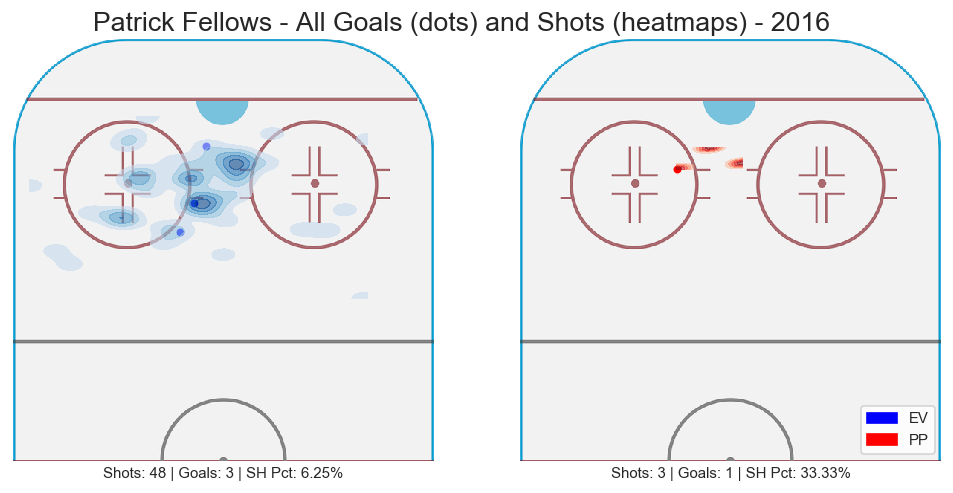 Patrick Fellows - All Goals (dots) and Shots (heatmaps) - 2016
EV
PP
Shots: 48 | Goals: 3 | SH Pct: 6.25%
Shots: 3 | Goals: 1 | SH Pct: 33.33%